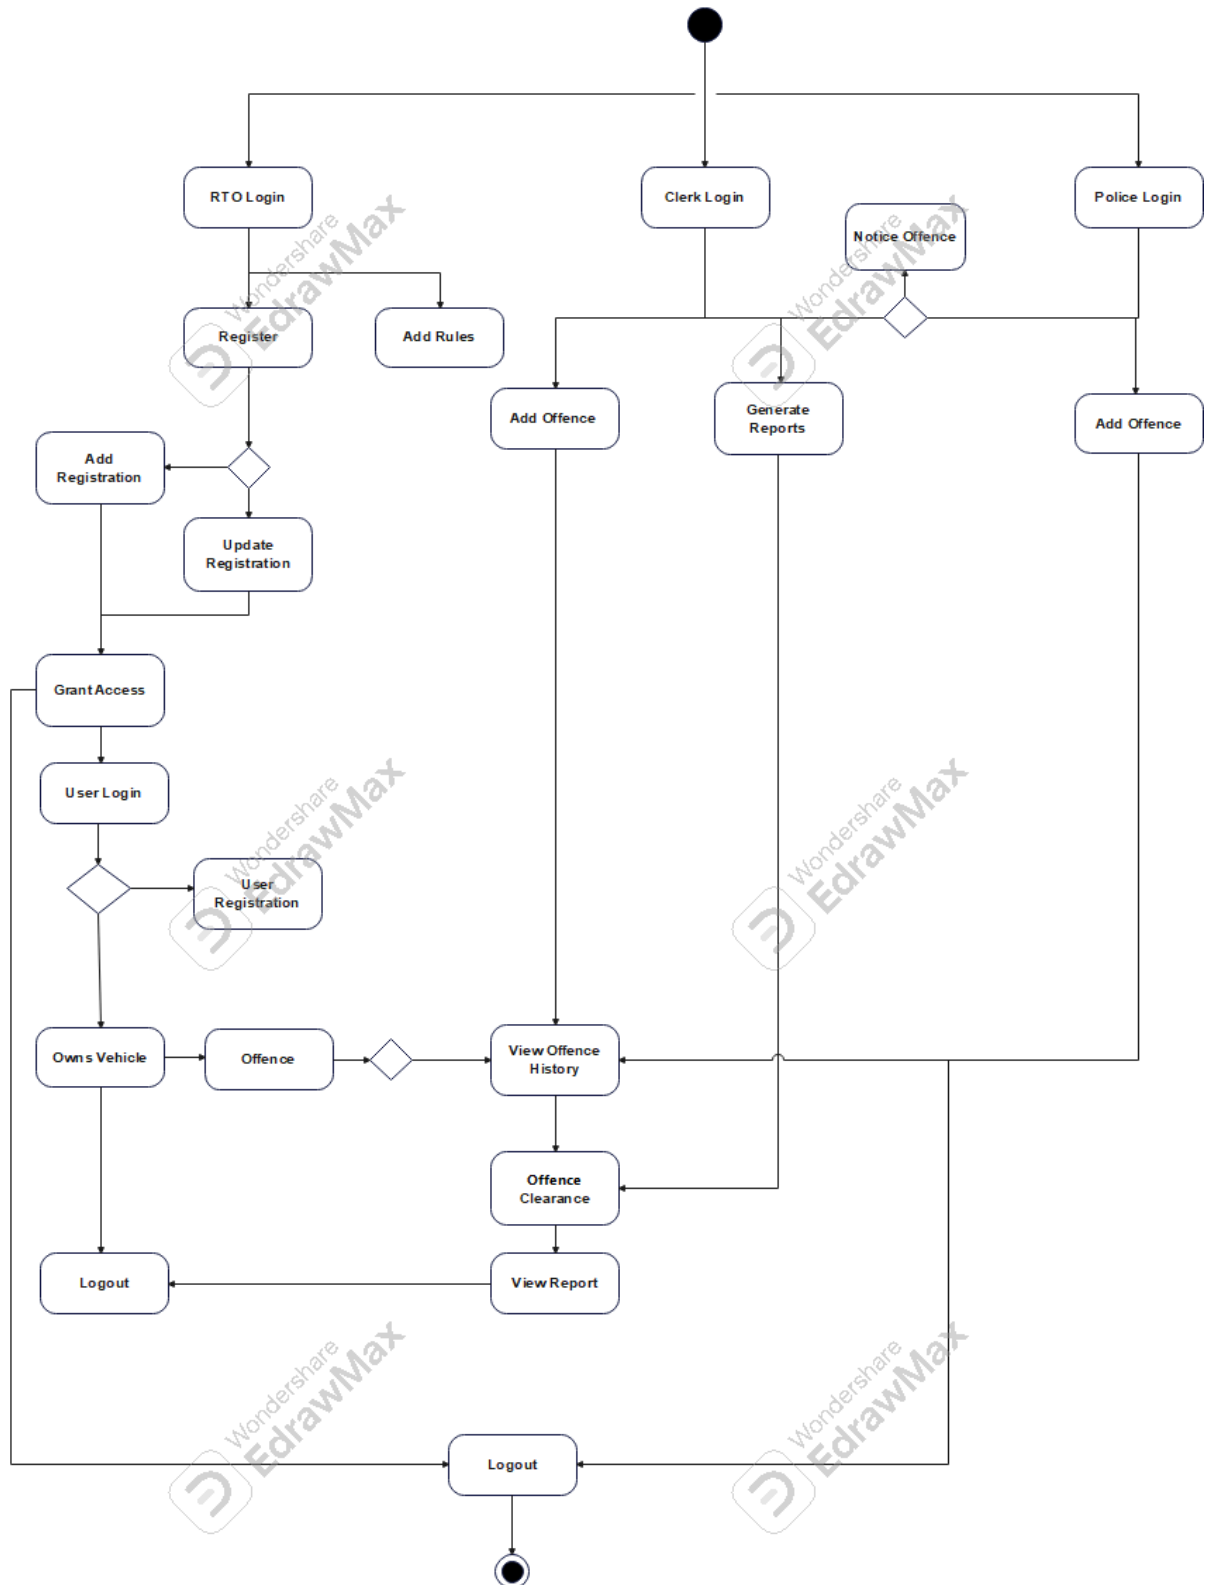 RTO Login
Clerk Login
Police Login
Notice Offence
Wondershare
EdrawMax
Wondershare
EdrawMax
Register
Add Rules
Add Offence
Generate
Reports
Add Offence
Add
Registration
Update
Registration
Grant Access
User Login
Wondershare
EdrawMax
Wondershare
EdrawMax
User
Registration
Owns Vehicle
Offence
View Offence
History
Offence
Clearance
Logout
View Report
Wondershare
EdrawMax
Wondershare
EdrawMax
Logout